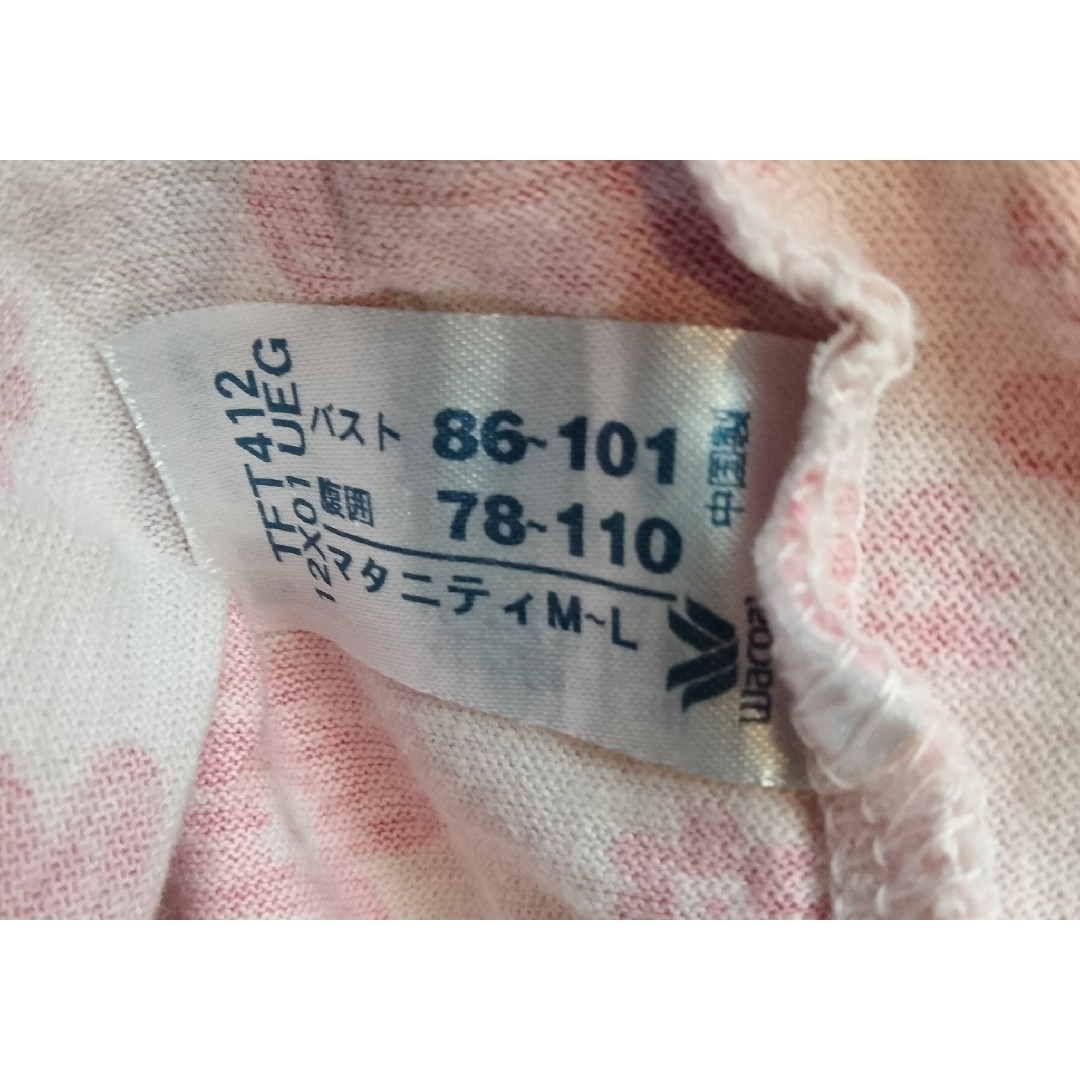 TFT412
12X01 UEG
バスト 86~101
腹囲 78~110
マタニティM~L
中国製
Wacoal